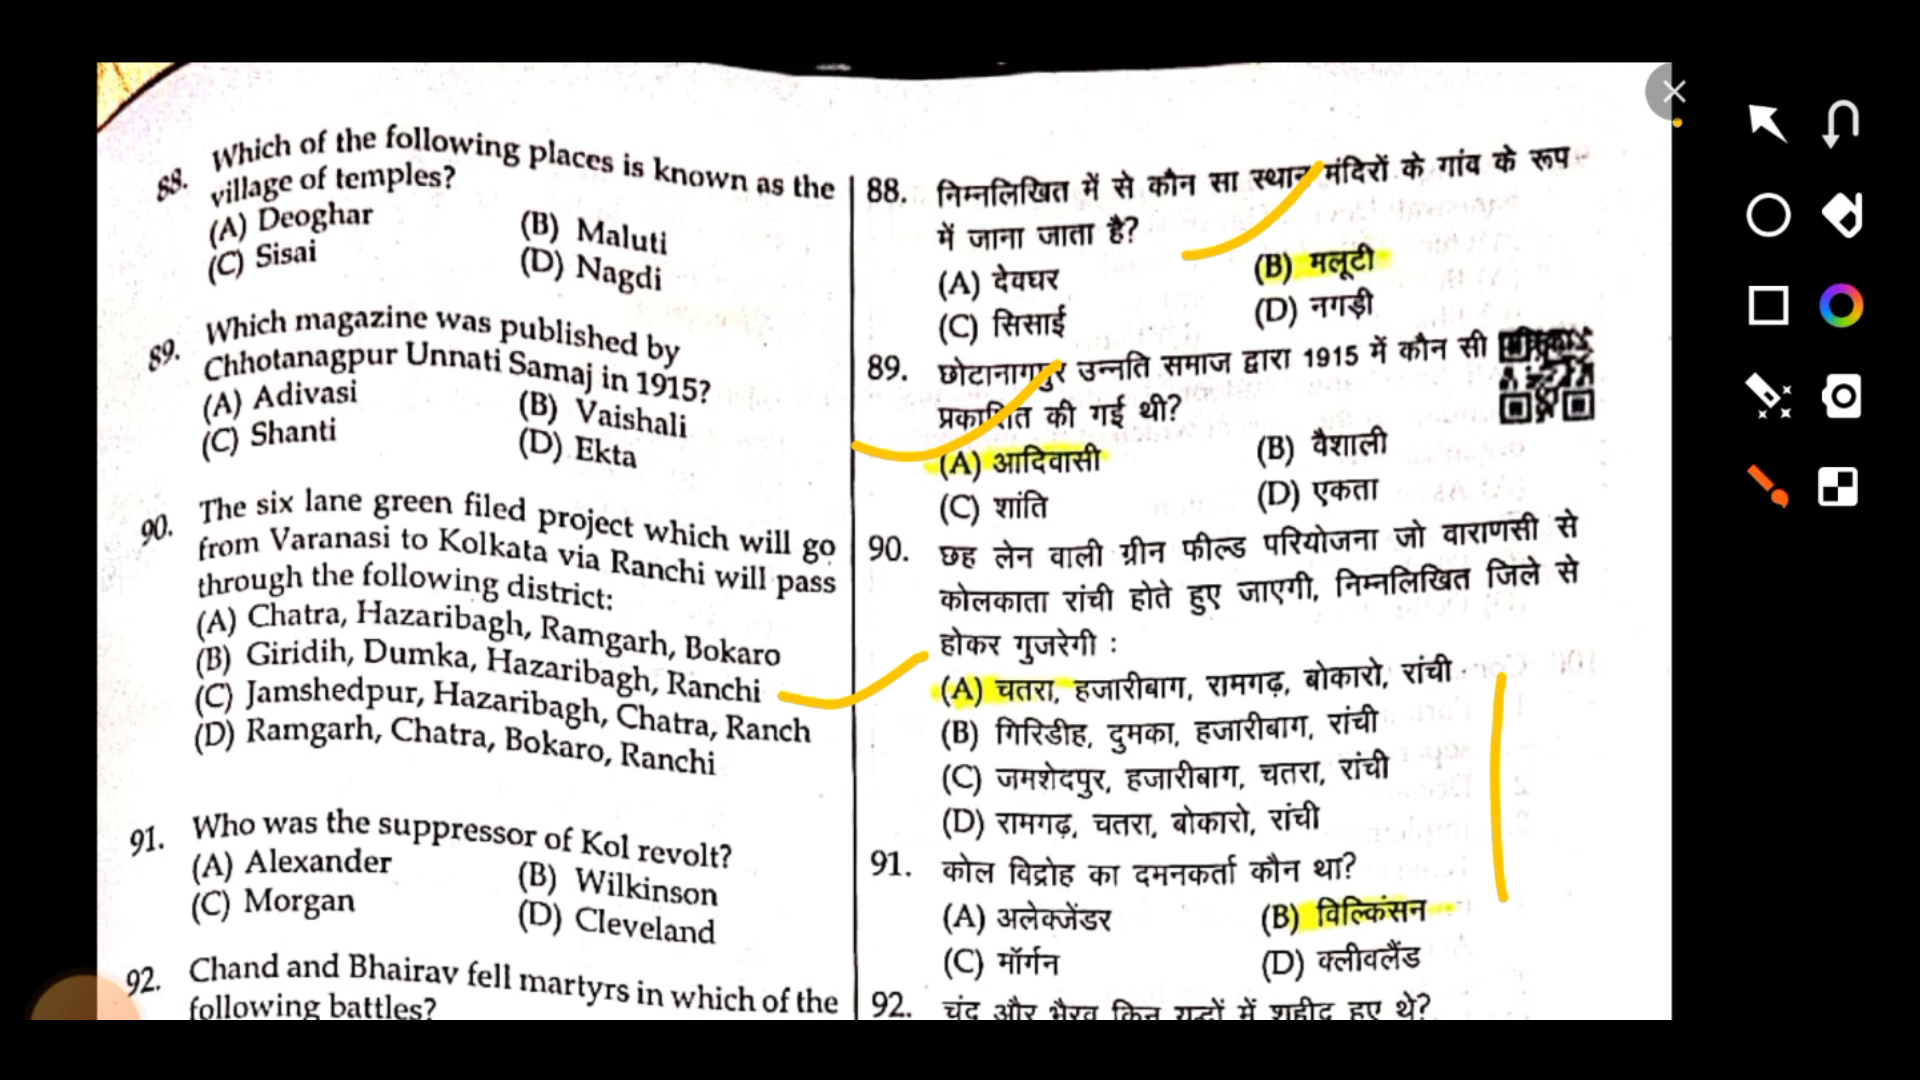 88. Which of the following places is known as the
village of temples?
(A) Deoghar (B) Maluti
(C) Sisai (D) Nagdi
89. Which magazine was published by
Chhotanagpur Unnati Samaj in 1915?
(A) Adivasi (B) Vaishali
(C) Shanti (D) Ekta
90. The six lane green filed project which will go
from Varanasi to Kolkata via Ranchi will pass
through the following district:
(A) Chatra, Hazaribagh, Ramgarh, Bokaro
(B) Giridih, Dumka, Hazaribagh, Ranchi
(C) Jamshedpur, Hazaribagh, Chatra, Ranch
(D) Ramgarh, Chatra, Bokaro, Ranchi
91. Who was the suppressor of Kol revolt?
(A) Alexander (B) Wilkinson
(C) Morgan (D) Cleveland
92. Chand and Bhairav fell martyrs in which of the
following battles?
88. निम्नलिखित में से कौन सा स्थान मंदिरों के गांव के रूप
में जाना जाता है?
(A) देवघर (B) मलूटी
(C) सिसाई (D) नगड़ी
89. छोटानागपुर उन्नति समाज द्वारा 1915 में कौन सी
प्रकाशित की गई थी?
(A) आदिवासी (B) वैशाली
(C) शांति (D) एकता
90. छह लेन वाली ग्रीन फील्ड परियोजना जो वाराणसी से
कोलकाता रांची होते हुए जाएगी, निम्नलिखित जिले से
होकर गुजरेगी :
(A) चतरा, हजारीबाग, रामगढ़, बोकारो, रांची
(B) गिरिडीह, दुमका, हजारीबाग, रांची
(C) जमशेदपुर, हजारीबाग, चतरा, रांची
(D) रामगढ़, चतरा, बोकारो, रांची
91. कोल विद्रोह का दमनकर्ता कौन था?
(A) अलेक्जेंडर (B) विल्किंसन
(C) मॉर्गन (D) क्लीवलैंड
92. चंद और भैरव किन युद्धों में शहीद हुए थे?